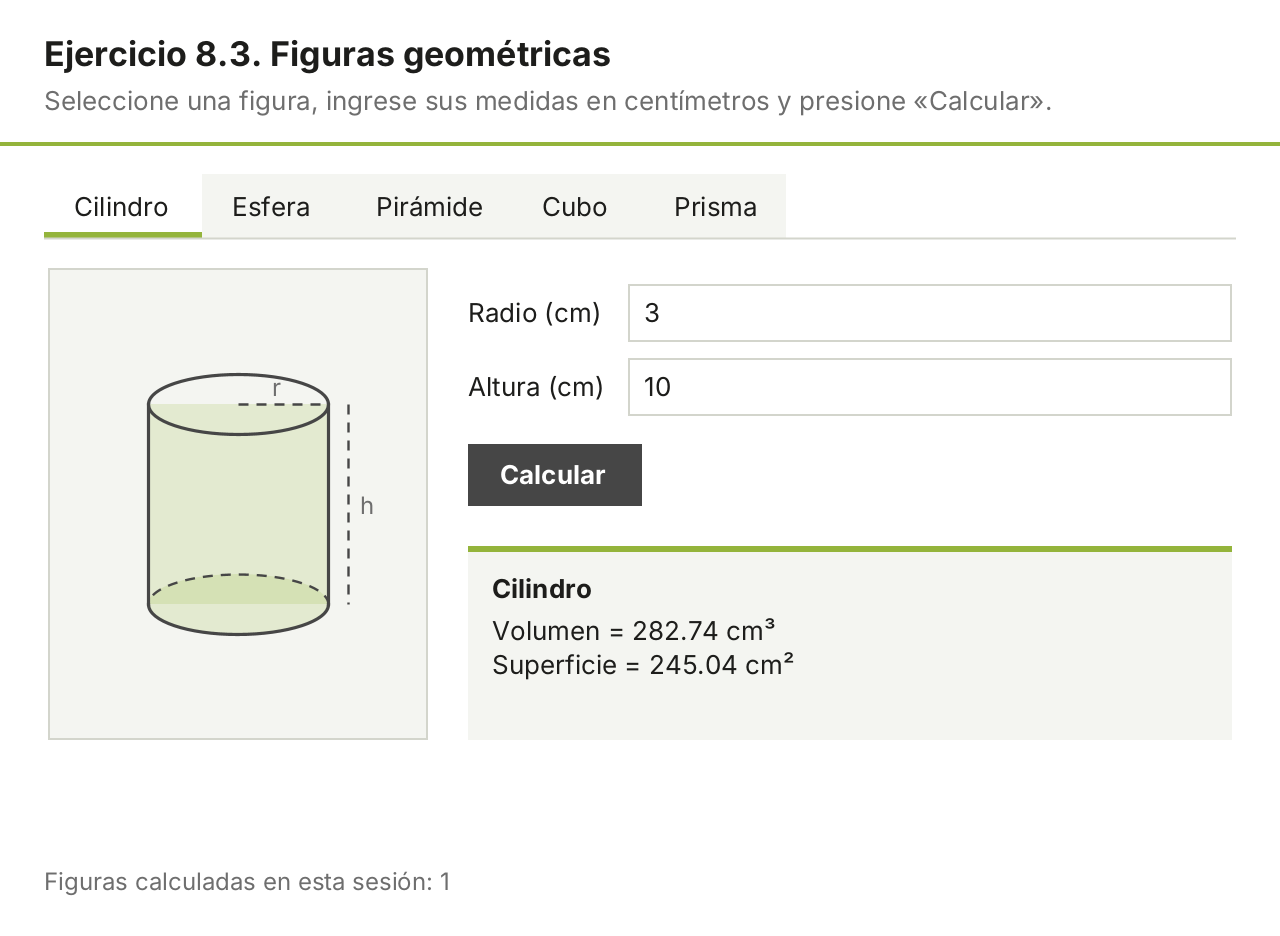 Ejercicio 8.3. Figuras geométricas
Seleccione una figura, ingrese sus medidas en centímetros y presione «Calcular».
Cilindro Esfera Pirámide Cubo Prisma
Radio (cm) 3
Altura (cm) 10
r
h
Calcular
Cilindro
Volumen = 282.74 cm³
Superficie = 245.04 cm²
Figuras calculadas en esta sesión: 1